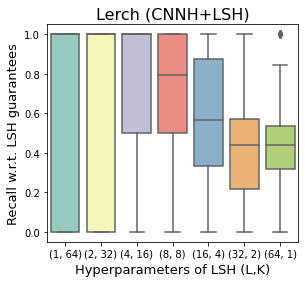 Lerch (CNNH+LSH)
Recall w.r.t. LSH guarantees
1.0
0.8
0.6
0.4
0.2
0.0
(1, 64) (2, 32) (4, 16) (8, 8) (16, 4) (32, 2) (64, 1)
Hyperparameters of LSH (L,K)